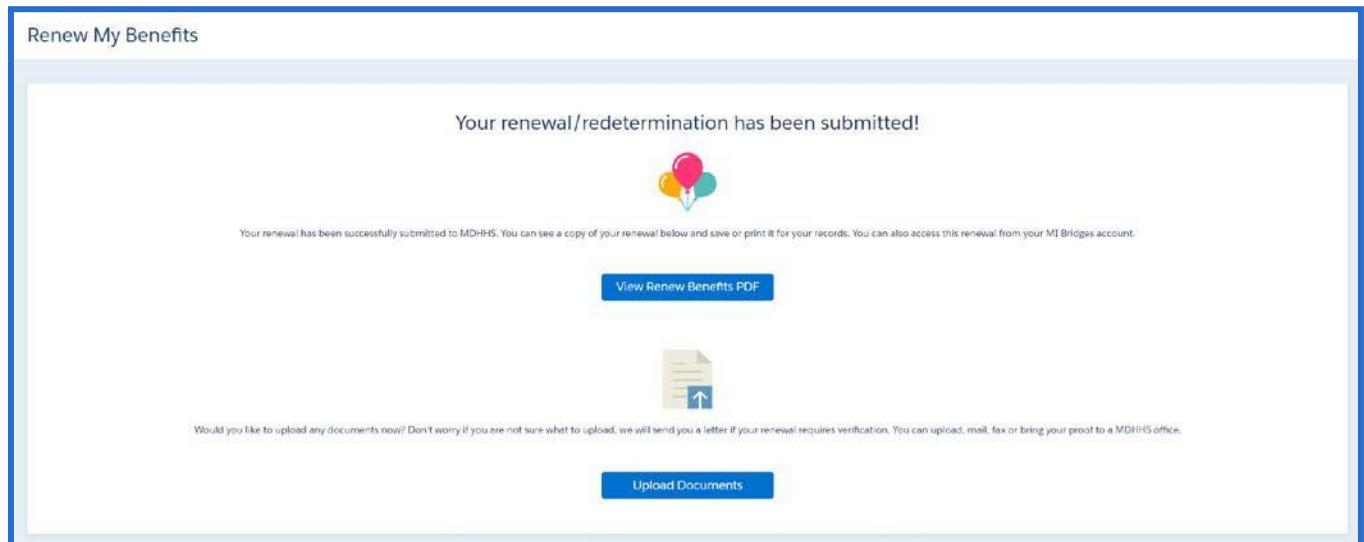 Renew My Benefits
Your renewal/redetermination has been submitted!
Your renewal has been successfully submitted to MDHHS. You can see a copy of your renewal below and save or print it for your records. You can also access this renewal from your MI Bridges account.
View Renew Benefits PDF
Would you like to upload any documents now? Don't worry if you are not sure what to upload, we will send you a letter if your renewal requires verification. You can upload, mail, fax or bring your proof to a MDHHS office.
Upload Documents